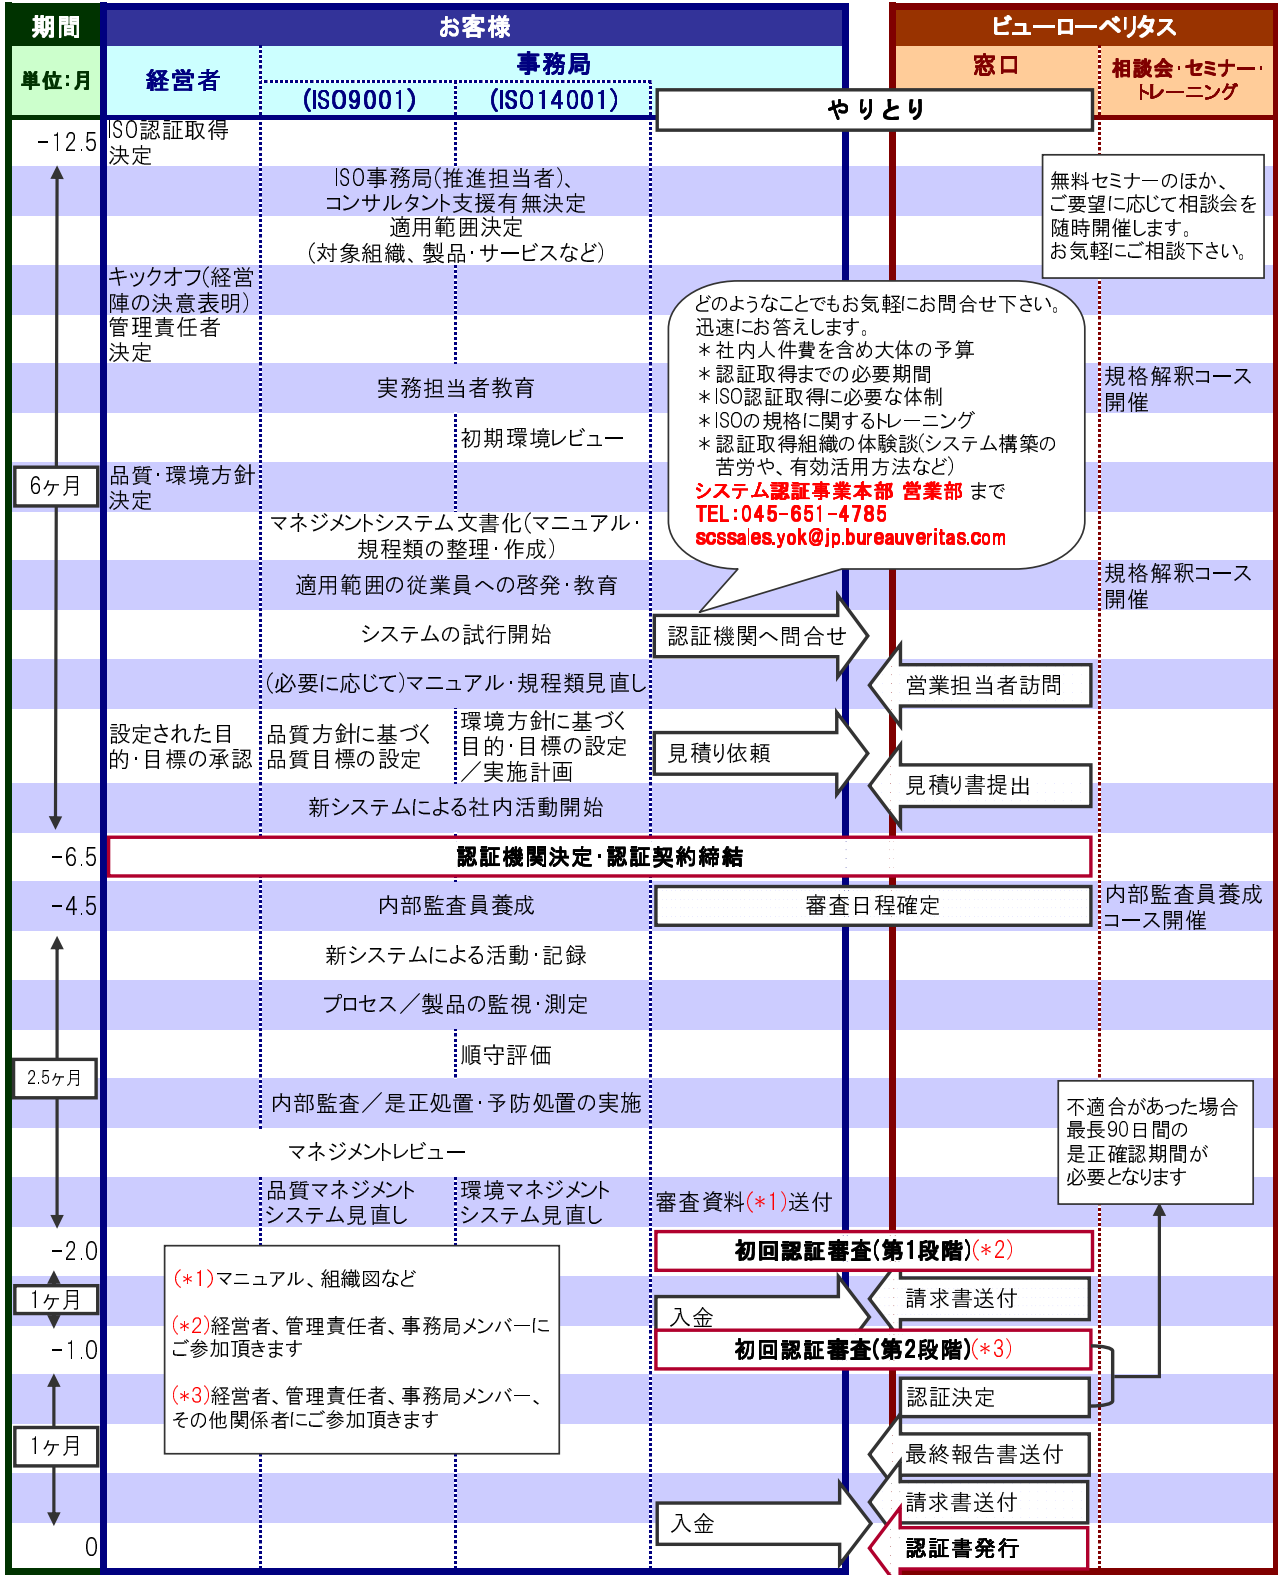 期間
お客様
ビューローベリタス
単位：月
経営者
事務局
(ISO9001)
(ISO14001)
やりとり
窓口
相談会・セミナー・
トレーニング
-12.5
ISO認証取得
決定
ISO事務局(推進担当者)、
コンサルタント支援有無決定
適用範囲決定
(対象組織、製品・サービスなど)
無料セミナーのほか、
ご要望に応じて相談会を
随時開催します。
お気軽にご相談下さい。
キックオフ(経営
陣の決意表明)
管理責任者
決定
どのようなことでもお気軽にお問合せ下さい。
迅速にお答えします。
＊社内人件費を含め大体の予算
＊認証取得までの必要期間
＊ISO認証取得に必要な体制
＊ISOの規格に関するトレーニング
＊認証取得組織の体験談(システム構築の
苦労や、有効活用方法など)
システム認証事業本部 営業部 まで
TEL：045-651-4785
scssales.yok@jp.bureauveritas.com
実務担当者教育
規格解釈コース
開催
初期環境レビュー
6ヶ月
品質・環境方針
決定
マネジメントシステム文書化(マニュアル・
規程類の整理・作成)
適用範囲の従業員への啓発・教育
規格解釈コース
開催
システムの試行開始
認証機関へ問合せ
(必要に応じて)マニュアル・規程類見直し
営業担当者訪問
設定された目
的・目標の承認
品質方針に基づく
品質目標の設定
環境方針に基づく
目的・目標の設定
／実施計画
見積り依頼
見積り書提出
新システムによる社内活動開始
-6.5
認証機関決定・認証契約締結
-4.5
内部監査員養成
審査日程確定
内部監査員養成
コース開催
新システムによる活動・記録
プロセス／製品の監視・測定
2.5ヶ月
順守評価
内部監査／是正処置・予防処置の実施
不適合があった場合
最長90日間の
是正確認期間が
必要となります
マネジメントレビュー
品質マネジメント
システム見直し
環境マネジメント
システム見直し
審査資料(*1)送付
-2.0
初回認証審査(第1段階)(*2)
(*1)マニュアル、組織図など
(*2)経営者、管理責任者、事務局メンバーに
ご参加頂きます
(*3)経営者、管理責任者、事務局メンバー、
その他関係者にご参加頂きます
1ヶ月
請求書送付
入金
-1.0
初回認証審査(第2段階)(*3)
認証決定
1ヶ月
最終報告書送付
請求書送付
入金
0
認証書発行